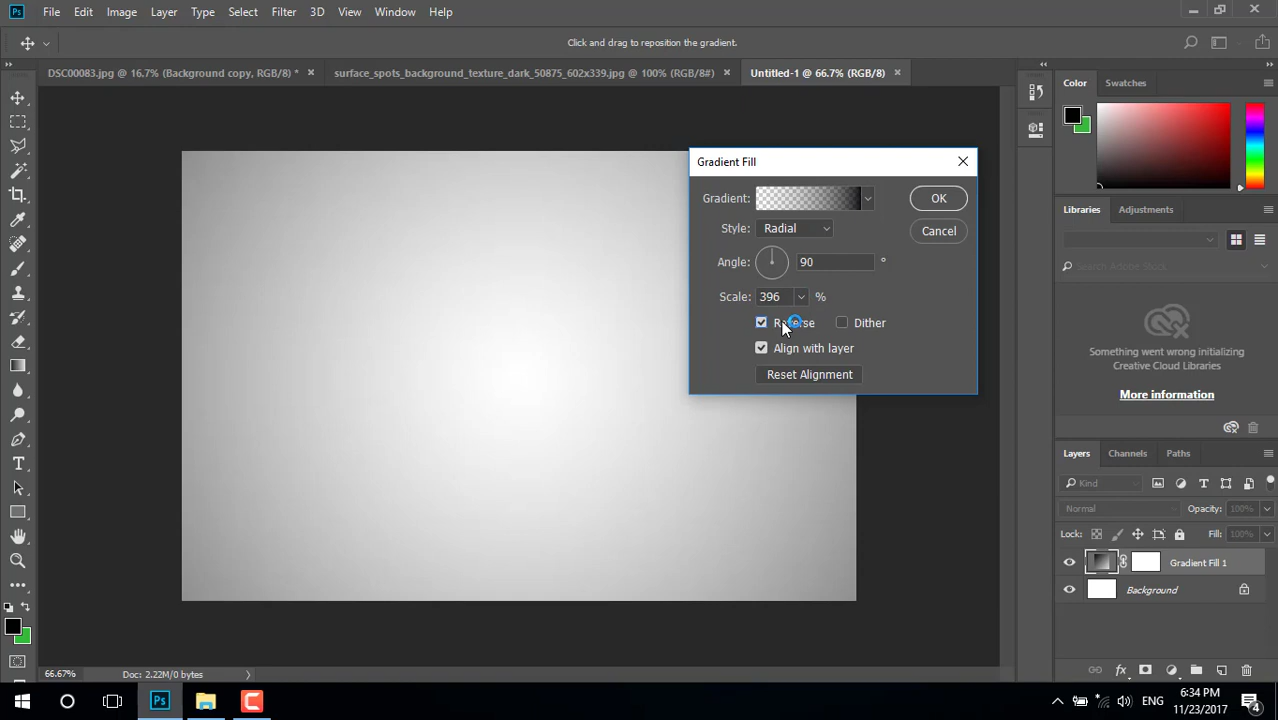 Ps File Edit Image Layer Type Select Filter 3D View Window Help
Click and drag to reposition the gradient.
DSC00083.jpg @ 16.7% (Background copy, RGB/8) * surface_spots_background_texture_dark_50875_602x339.jpg @ 100% (RGB/8#) Untitled-1 @ 66.7% (RGB/8)
Color Swatches
Gradient Fill
Gradient: OK
Style: Radial Cancel
Angle: 90 °
Scale: 396 %
Reverse Dither
Align with layer
Reset Alignment
Libraries Adjustments
Search Adobe Stock
Something went wrong initializing
Creative Cloud Libraries
More information
Layers Channels Paths
Kind
Normal Opacity: 100%
Lock: Fill: 100%
Gradient Fill 1
Background
66.67% Doc: 2.22M/0 bytes
Ps ENG 6:34 PM
11/23/2017 4